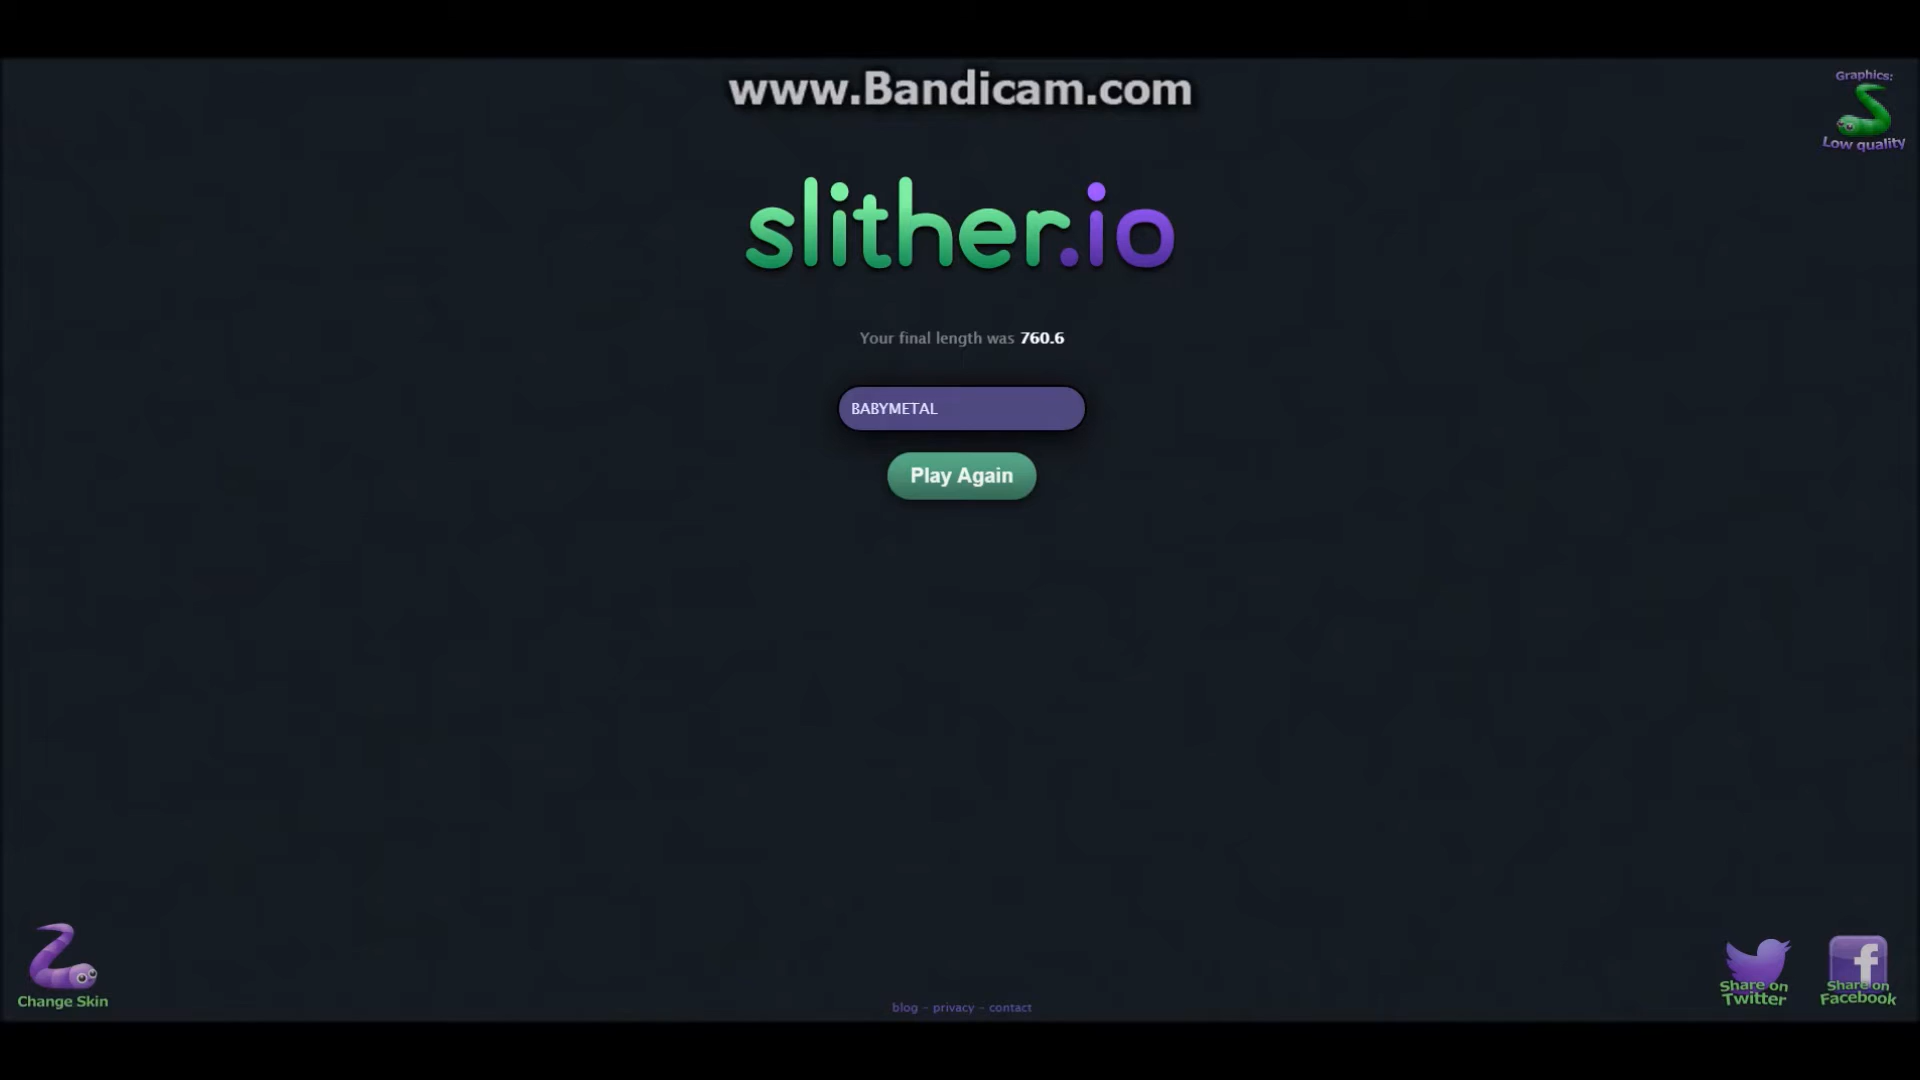 www.Bandicam.com
Graphics:
Low quality
slither.io
Your final length was 760.6
BABYMETAL
Play Again
Change Skin
blog - privacy - contact
Share on
Twitter
Share on
Facebook